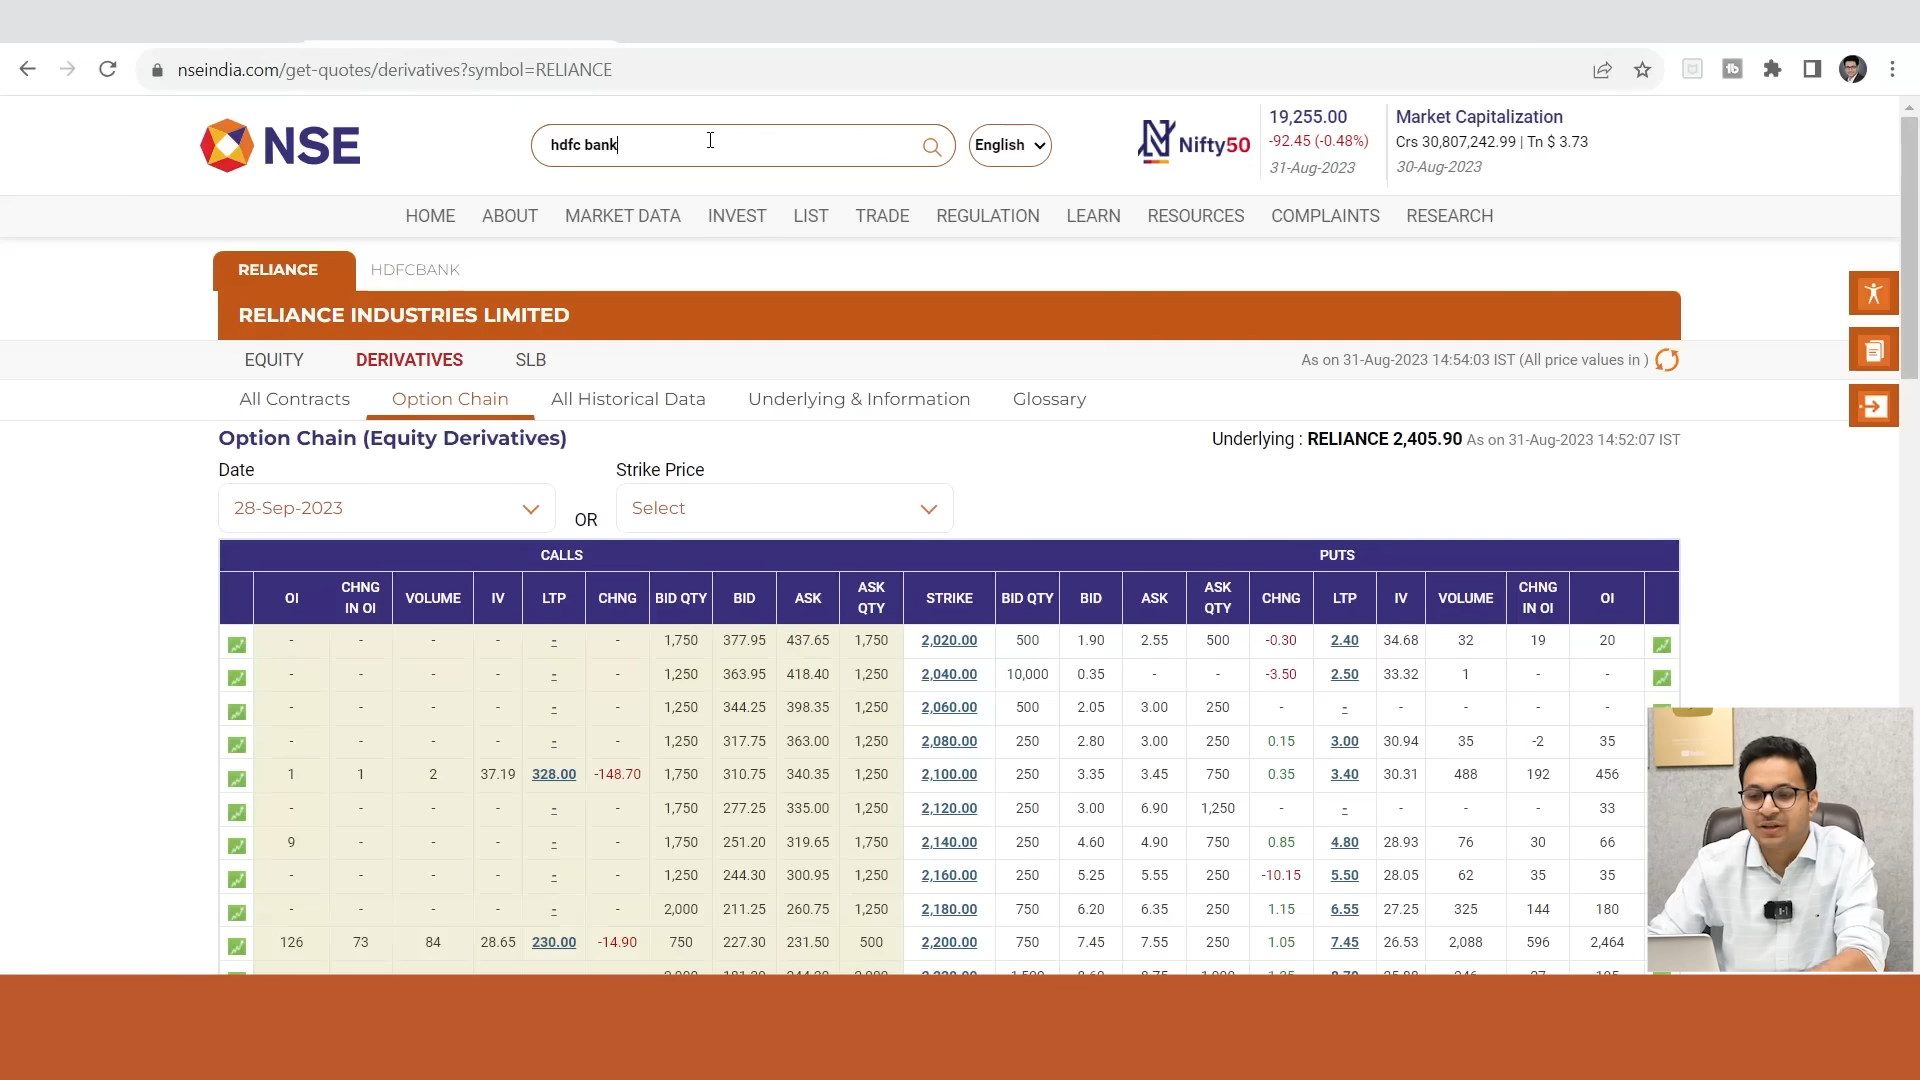 nseindia.com/get-quotes/derivatives?symbol=RELIANCE
NSE
hdfc bank
English
Nifty50
19,255.00
-92.45 (-0.48%)
31-Aug-2023
Market Capitalization
Crs 30,807,242.99 | Tn $ 3.73
30-Aug-2023
HOME ABOUT MARKET DATA INVEST LIST TRADE REGULATION LEARN RESOURCES COMPLAINTS RESEARCH
RELIANCE HDFCBANK
RELIANCE INDUSTRIES LIMITED
EQUITY DERIVATIVES SLB As on 31-Aug-2023 14:54:03 IST (All price values in )
All Contracts Option Chain All Historical Data Underlying & Information Glossary
Option Chain (Equity Derivatives) Underlying : RELIANCE 2,405.90 As on 31-Aug-2023 14:52:07 IST
Date Strike Price
28-Sep-2023 OR Select
CALLS PUTS
OI CHNG IN OI VOLUME IV LTP CHNG BID QTY BID ASK ASK QTY STRIKE BID QTY BID ASK ASK QTY CHNG LTP IV VOLUME CHNG IN OI OI
- - - - - - 1,750 377.95 437.65 1,750 2,020.00 500 1.90 2.55 500 -0.30 2.40 34.68 32 19 20
- - - - - - 1,250 363.95 418.40 1,250 2,040.00 10,000 0.35 - - -3.50 2.50 33.32 1 - -
- - - - - - 1,250 344.25 398.35 1,250 2,060.00 500 2.05 3.00 250 - - - - - -
- - - - - - 1,250 317.75 363.00 1,250 2,080.00 250 2.80 3.00 250 0.15 3.00 30.94 35 -2 35
1 1 2 37.19 328.00 -148.70 1,750 310.75 340.35 1,250 2,100.00 250 3.35 3.45 750 0.35 3.40 30.31 488 192 456
- - - - - - 1,750 277.25 335.00 1,250 2,120.00 250 3.00 6.90 1,250 - - - - - 33
9 - - - - - 1,750 251.20 319.65 1,750 2,140.00 250 4.60 4.90 750 0.85 4.80 28.93 76 30 66
- - - - - - 1,250 244.30 300.95 1,250 2,160.00 250 5.25 5.55 250 -10.15 5.50 28.05 62 35 35
- - - - - - 2,000 211.25 260.75 1,250 2,180.00 750 6.20 6.35 250 1.15 6.55 27.25 325 144 180
126 73 84 28.65 230.00 -14.90 750 227.30 231.50 500 2,200.00 750 7.45 7.55 250 1.05 7.45 26.53 2,088 596 2,464